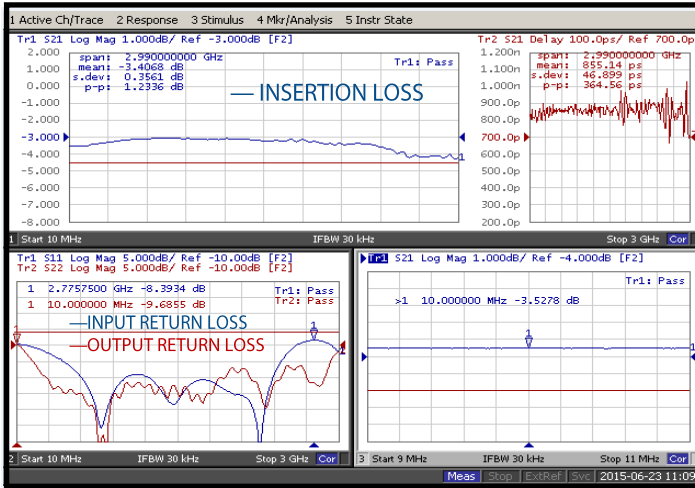 1 Active Ch/Trace 2 Response 3 Stimulus 4 Mkr/Analysis 5 Instr State
Tr1 S21 Log Mag 1.000dB/ Ref -3.000dB [F2]
2.000
1.000
0.000
-1.000
-2.000
-3.000
-4.000
-5.000
-6.000
-7.000
-8.000
span: 2.990000000 GHz
mean: -3.4068 dB
s.dev: 0.3561 dB
p-p: 1.2336 dB
Tr1: Pass
INSERTION LOSS
1
1 Start 10 MHz IFBW 30 kHz
Tr2 S21 Delay 100.0ps/ Ref 700.0p
1.200n
1.100n
1.000n
900.0p
800.0p
700.0p
600.0p
500.0p
400.0p
300.0p
200.0p
span: 2.990000000 GHz
mean: 855.14 ps
s.dev: 46.899 ps
p-p: 364.56 ps
Stop 3 GHz Cor
Tr1 S11 Log Mag 5.000dB/ Ref -10.00dB [F2]
Tr2 S22 Log Mag 5.000dB/ Ref -10.00dB [F2]
1 2.7757500 GHz -8.3934 dB
1 10.000000 MHz -9.6855 dB
Tr1: Pass
Tr2: Pass
INPUT RETURN LOSS
OUTPUT RETURN LOSS
1
1
2 Start 10 MHz IFBW 30 kHz Stop 3 GHz Cor
Tr1 S21 Log Mag 1.000dB/ Ref -4.000dB [F2]
Tr1: Pass
>1 10.000000 MHz -3.5278 dB
1
1
3 Start 9 MHz IFBW 30 kHz Stop 11 MHz Cor
Meas Stop ExtRef Svc 2015-06-23 11:09